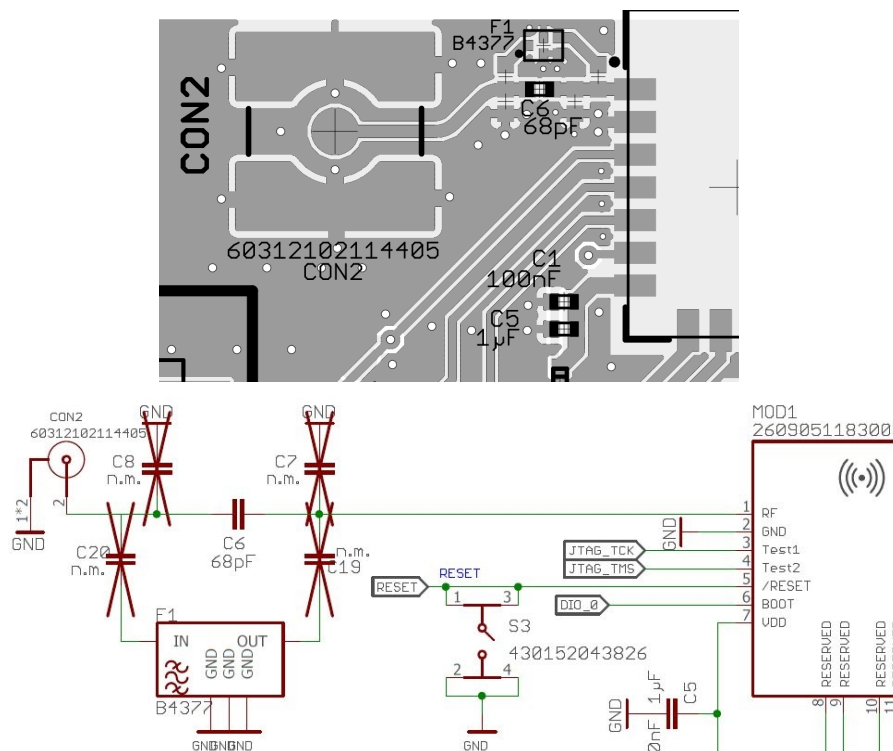 F1
B4377
CON2
C6
68pF
60312102114405
CON2
C1
100nF
C5
1µF
CON2
60312102114405
GND
C8
n.m.
GND
C7
n.m.
MOD1
260905118300
1*2
2
GND
C20
n.m.
C6
68pF
n.m.
C19
F1
IN
OUT
GND
GND
GND
B4377
GND
GND
GND
RESET
RESET
1
3
S3
430152043826
2
4
GND
GND
JTAG_TCK
JTAG_TMS
DIO_0
1
RF
2
GND
3
Test1
4
Test2
5
/RESET
6
BOOT
7
VDD
RESERVED
RESERVED
RESERVED
8
9
10
11
GND
1µF
C5